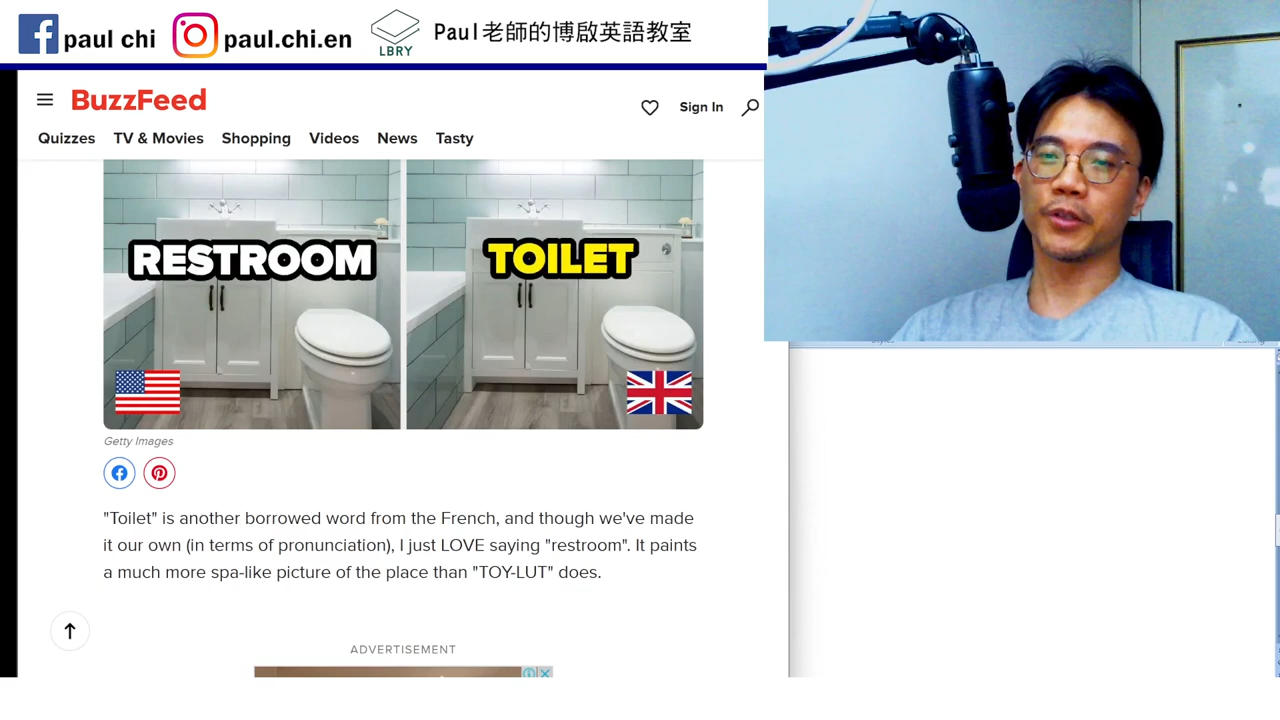 paul chi
paul.chi.en
LBRY
Paul老師的博啟英語教室
BuzzFeed
Sign In
Quizzes TV & Movies Shopping Videos News Tasty
RESTROOM
TOILET
Getty Images
"Toilet" is another borrowed word from the French, and though we've made
it our own (in terms of pronunciation), I just LOVE saying "restroom". It paints
a much more spa-like picture of the place than "TOY-LUT" does.
ADVERTISEMENT